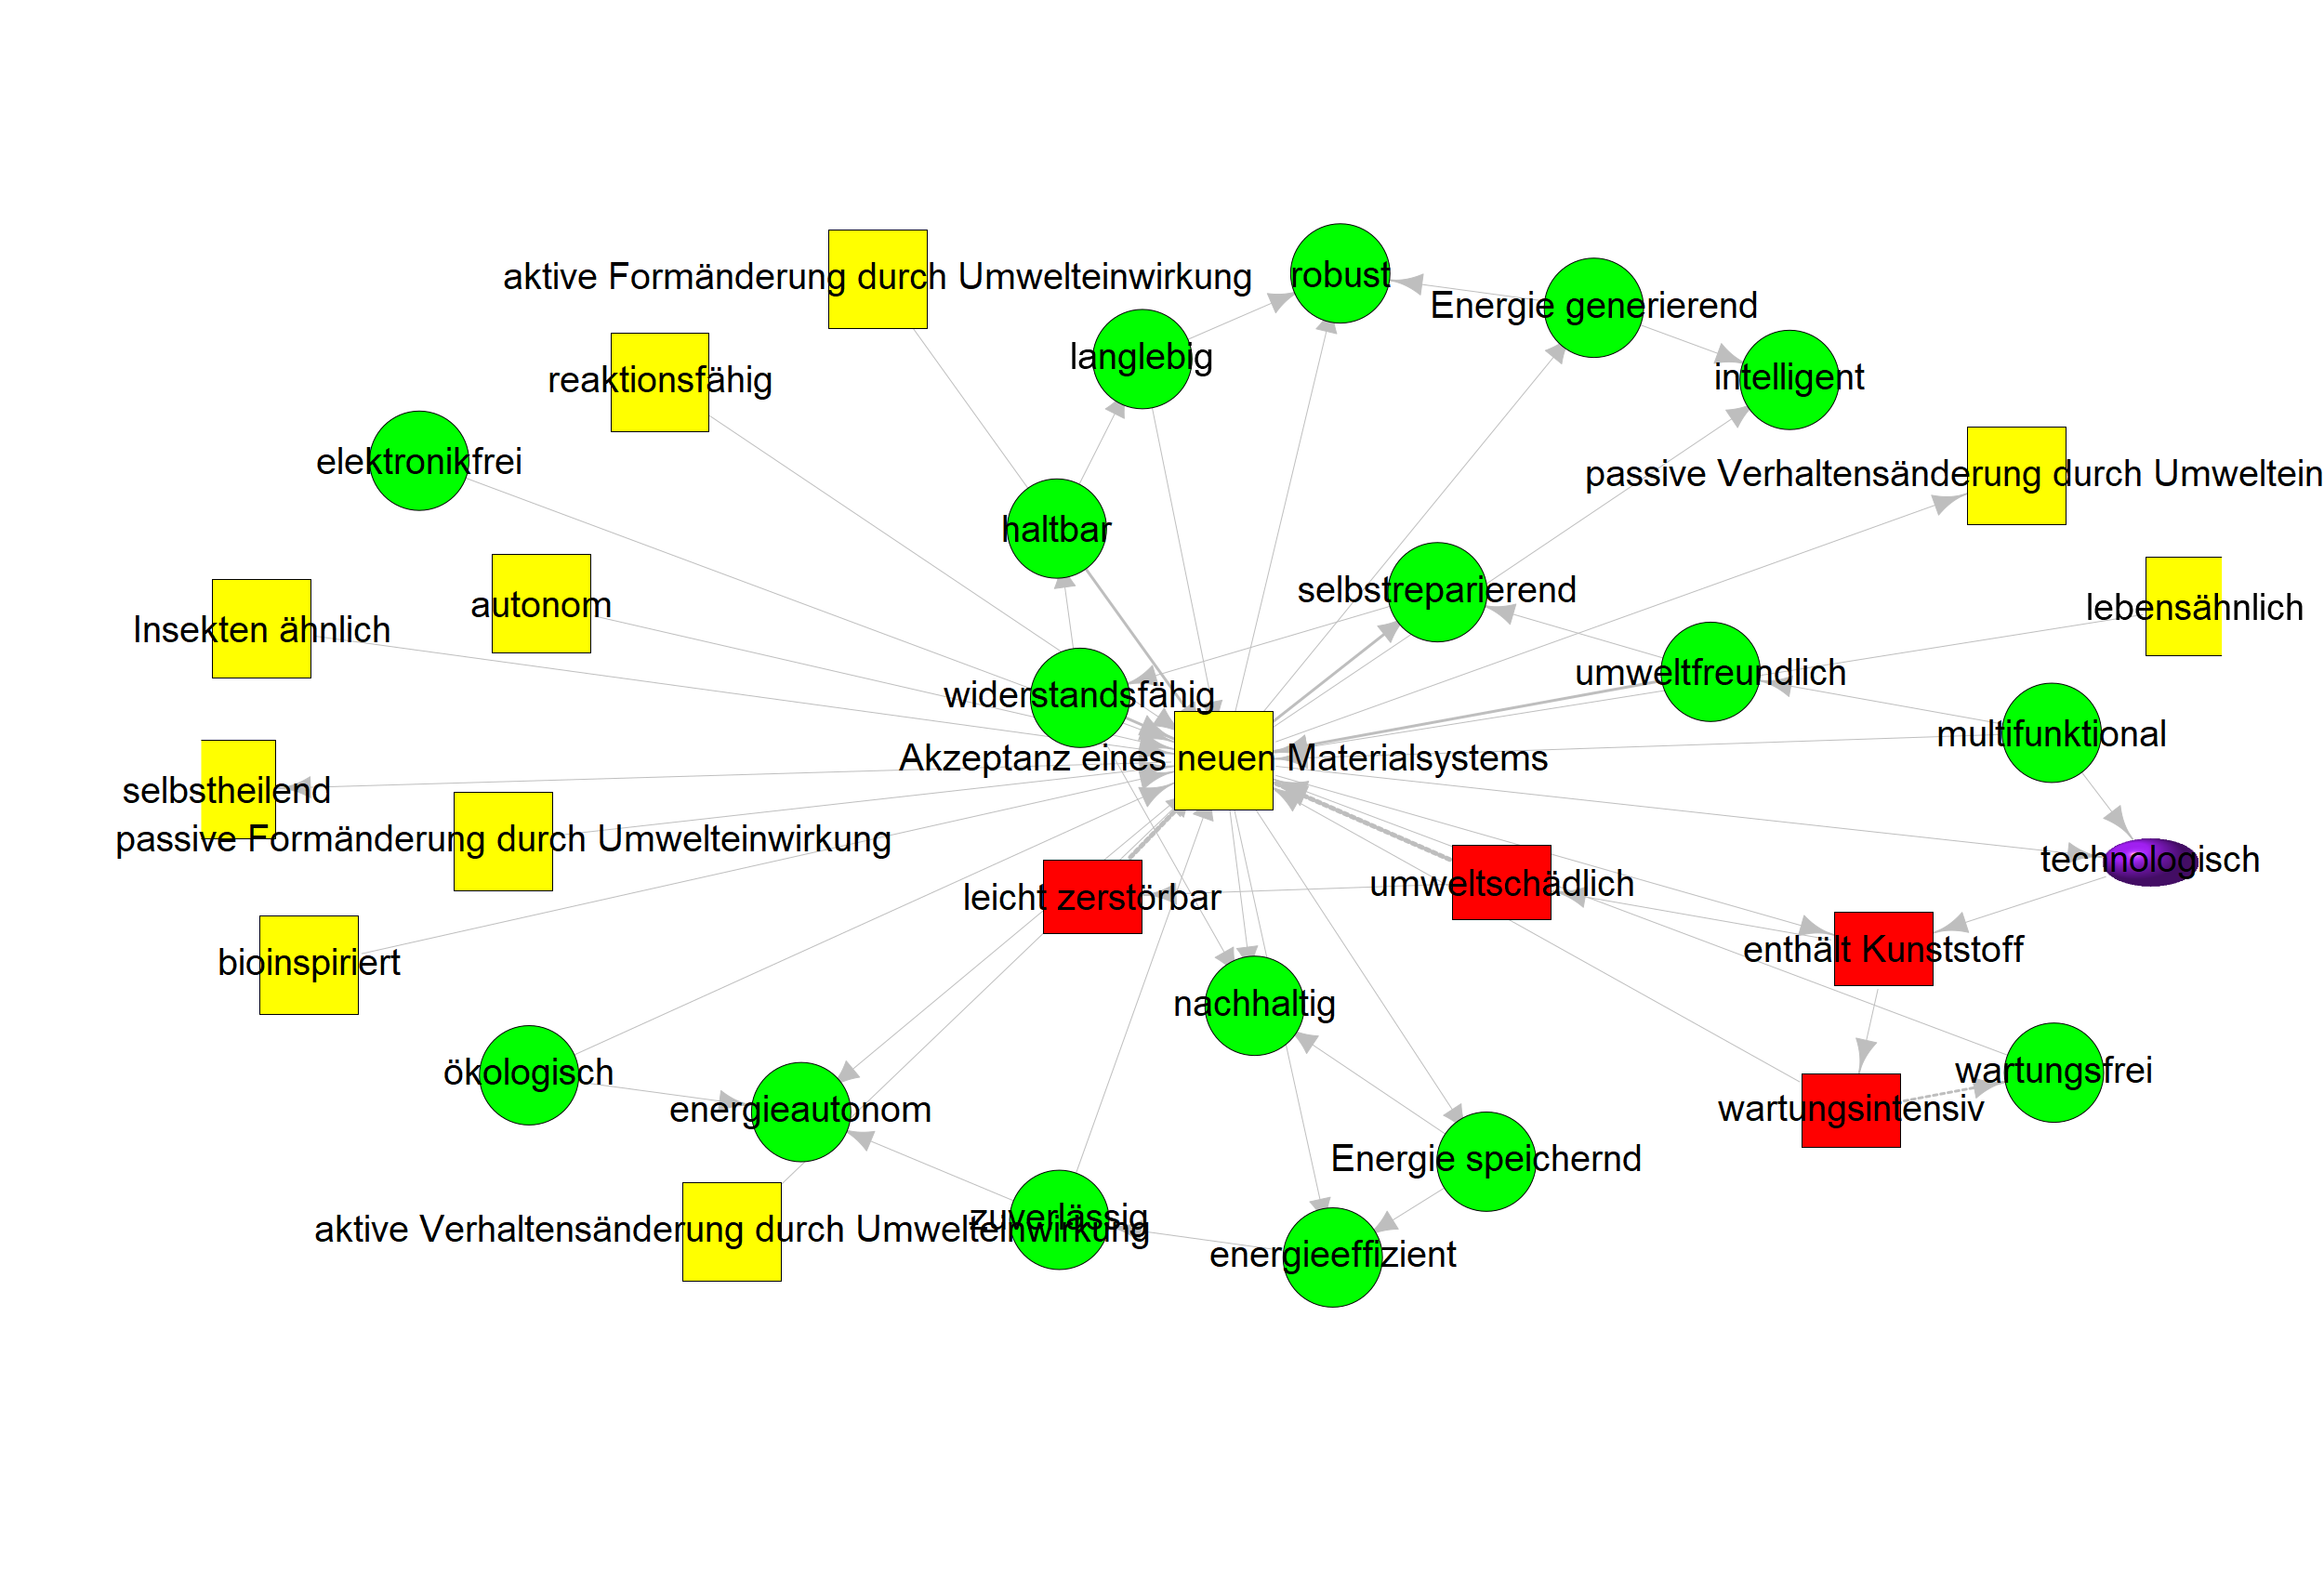 robust
aktive Formänderung durch Umwelteinwirkung
Energie generierend
langlebig
reaktionsfähig
intelligent
elektronikfrei
passive Verhaltensänderung durch Umweltein
haltbar
selbstreparierend
autonom
lebensähnlich
Insekten ähnlich
umweltfreundlich
widerstandsfähig
multifunktional
Akzeptanz eines neuen Materialsystems
selbstheilend
passive Formänderung durch Umwelteinwirkung
technologisch
umweltschädlich
leicht zerstörbar
enthält Kunststoff
bioinspiriert
nachhaltig
ökologisch
wartungsfrei
energieautonom
wartungsintensiv
Energie speichernd
zuverlässig
aktive Verhaltensänderung durch Umwelteinwirkung
energieeffizient